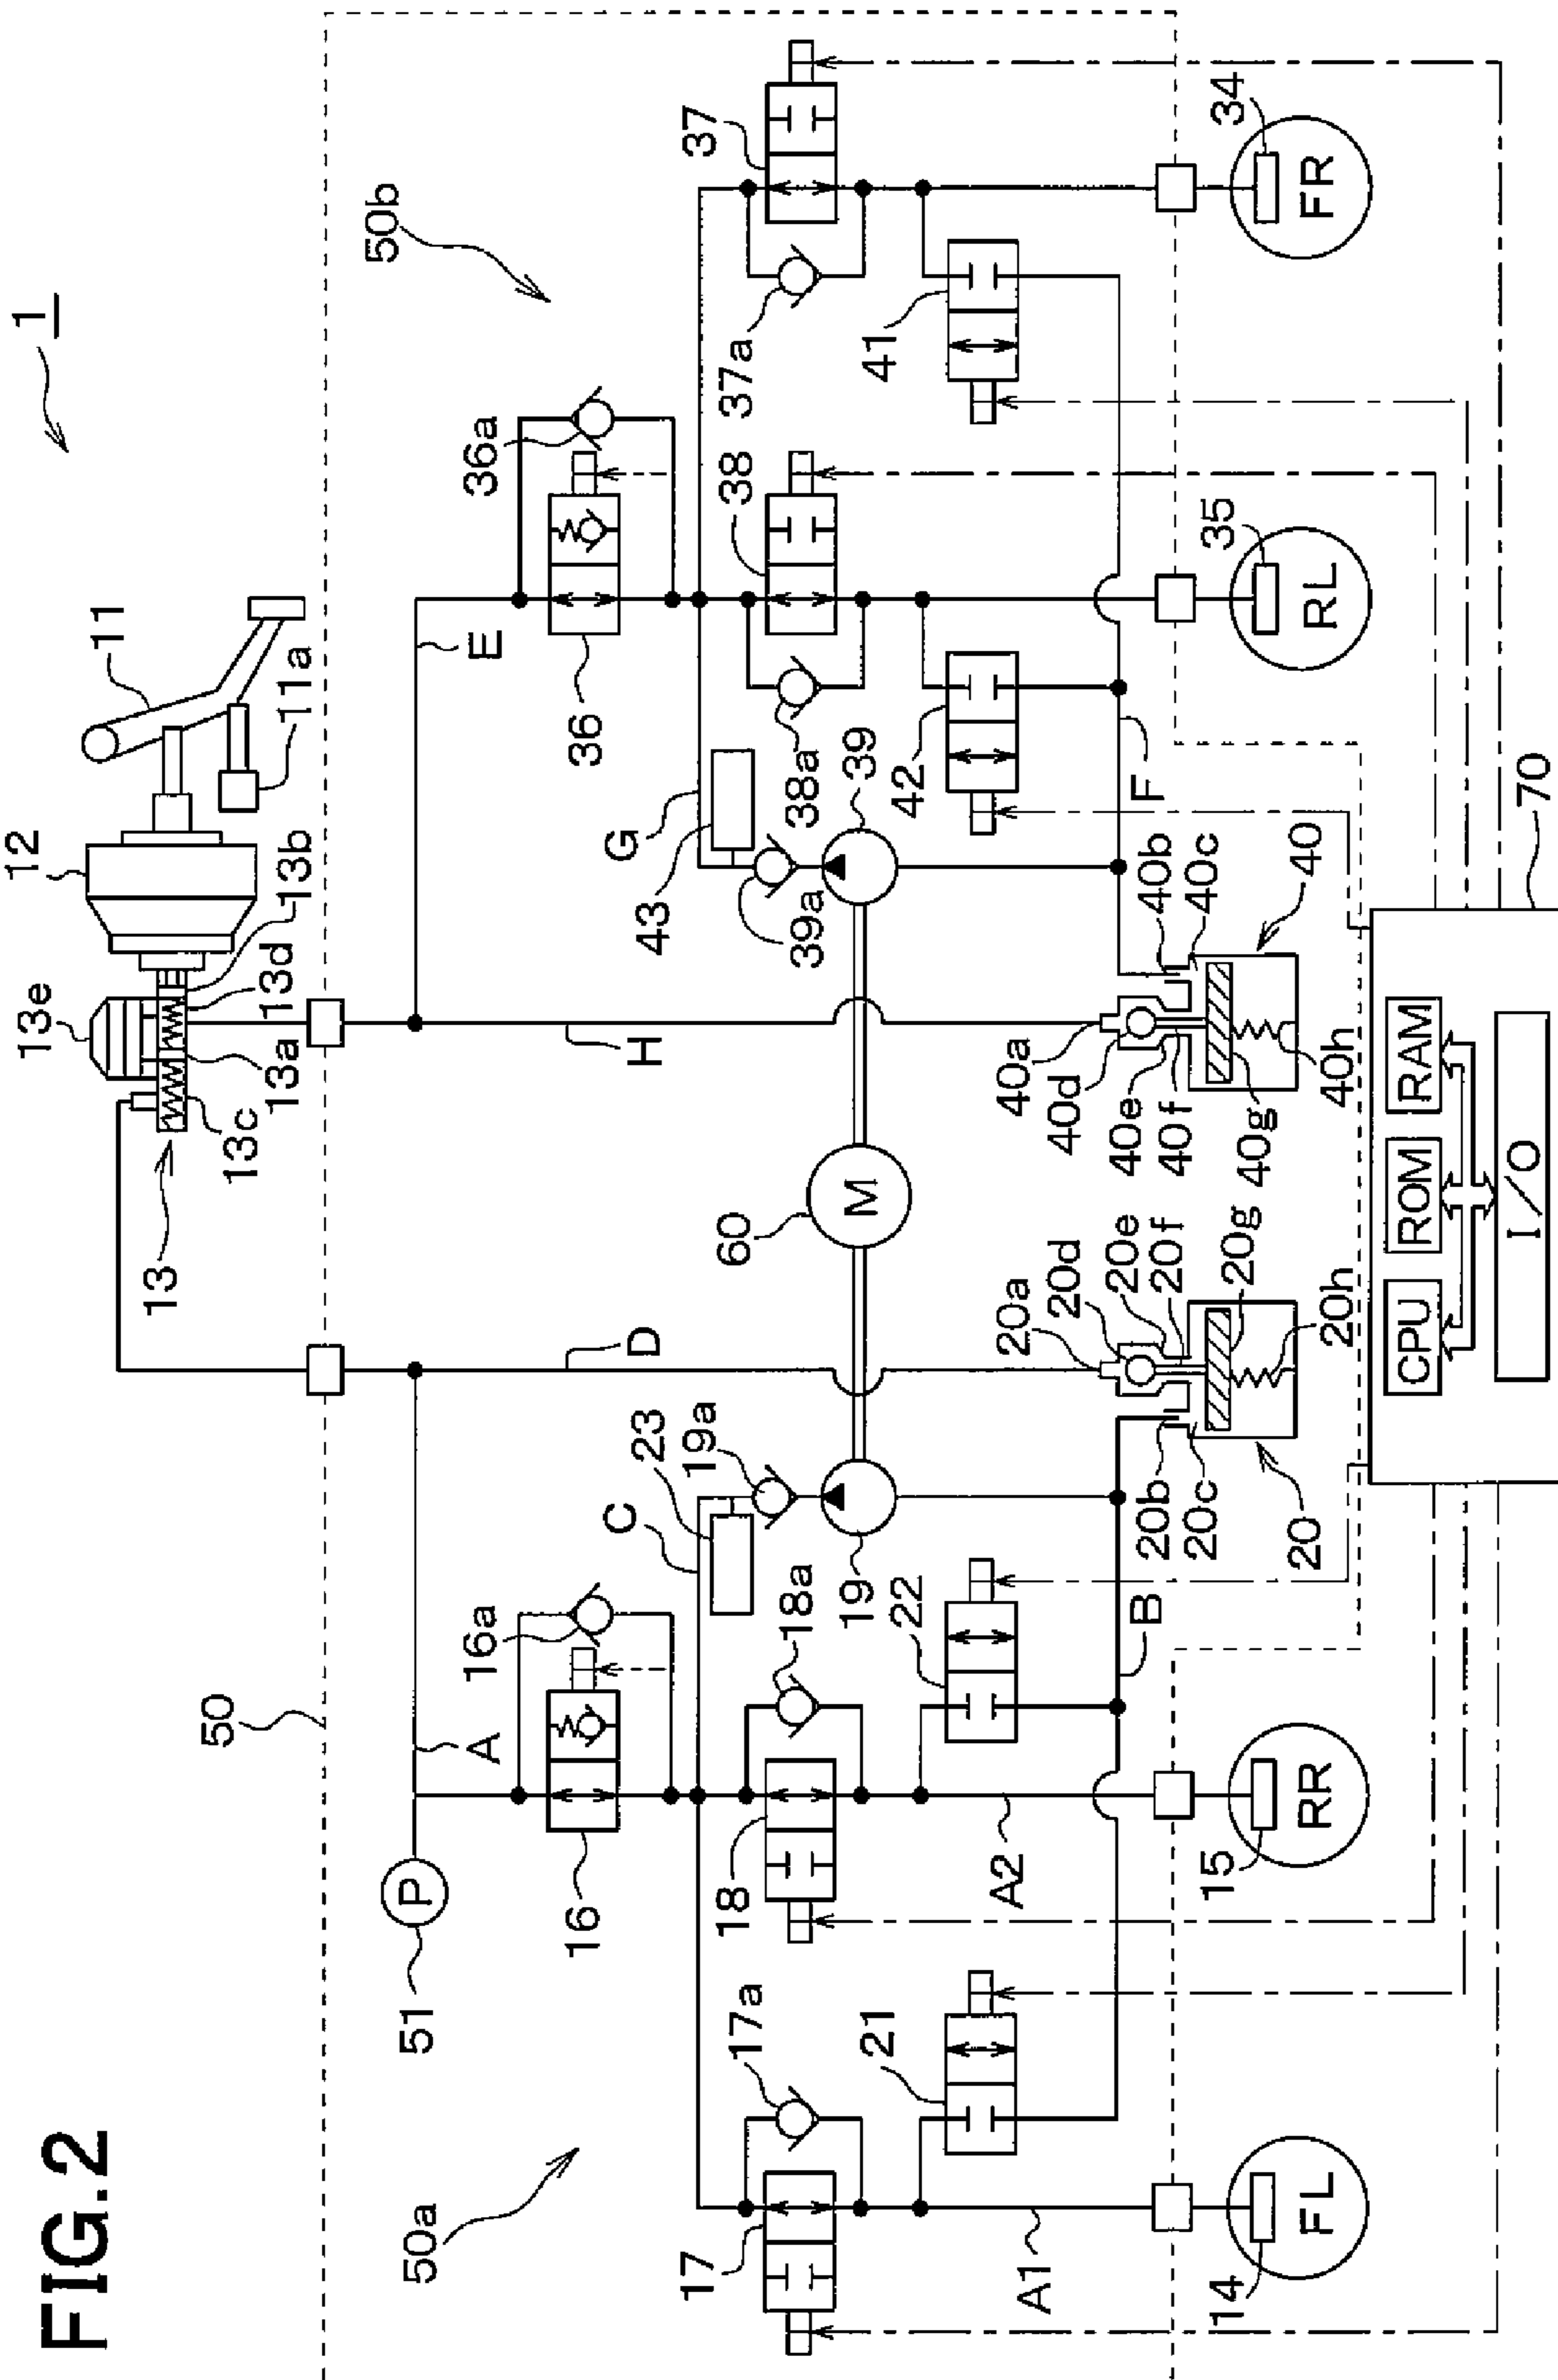 FIG.2
1
11
11a
12
13
13a
13b
13c
13d
13e
50
50a
50b
51
P
A
E
D
H
16
16a
36
36a
C
23
19a
G
43
39a
17
17a
18
18a
19
60
M
39
38
38a
37
37a
21
22
42
41
A1
A2
B
F
20
20a
20b
20c
20d
20e
20f
20g
20h
40
40a
40b
40c
40d
40e
40f
40g
40h
14
FL
15
RR
35
RL
34
FR
70
CPU
ROM
RAM
I/O